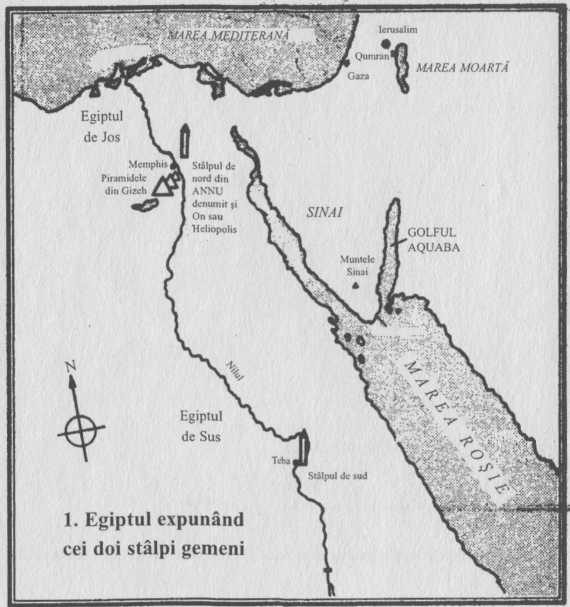 MAREA MEDITERANĂ
Ierusalim
Qumran
MAREA MOARTĂ
Gaza
Egiptul
de Jos
Memphis
Piramidele
din Gizeh
Stâlpul de
nord din
ANNU
denumit și
On sau
Heliopolis
SINAI
GOLFUL
AQUABA
Muntele
Sinai
N
Nilul
MAREA ROȘIE
Egiptul
de Sus
Teba
Stâlpul de sud
1. Egiptul expunând
cei doi stâlpi gemeni